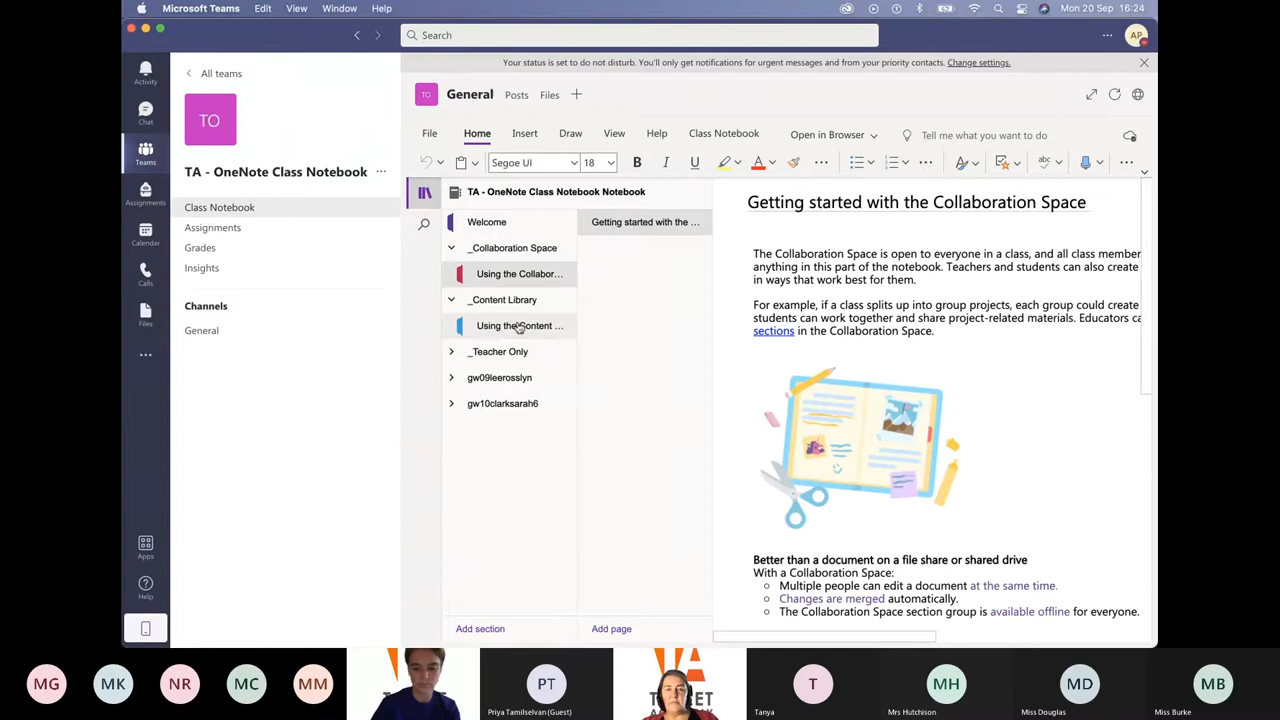 Microsoft Teams Edit View Window Help Mon 20 Sep 16:24
Search
AP
Activity
Chat
Teams
Assignments
Calendar
Calls
Files
Apps
Help
All teams
TO
TA - OneNote Class Notebook
Class Notebook
Assignments
Grades
Insights
Channels
General
Your status is set to do not disturb. You'll only get notifications for urgent messages and from your priority contacts. Change settings.
TO General Posts Files
File Home Insert Draw View Help Class Notebook Open in Browser Tell me what you want to do
Segoe UI 18 B I U A abc
TA - OneNote Class Notebook Notebook
Welcome
_Collaboration Space
Using the Collabor...
_Content Library
Using the Content ...
_Teacher Only
gw09leerosslyn
gw10clarksarah6
Add section
Getting started with the ...
Add page
Getting started with the Collaboration Space
The Collaboration Space is open to everyone in a class, and all class member
anything in this part of the notebook. Teachers and students can also create
in ways that work best for them.
For example, if a class splits up into group projects, each group could create
students can work together and share project-related materials. Educators ca
sections in the Collaboration Space.
Better than a document on a file share or shared drive
With a Collaboration Space:
Multiple people can edit a document at the same time.
Changes are merged automatically.
The Collaboration Space section group is available offline for everyone.
MG MK NR MC MM PT T MH MD MB
Priya Tamilselvan (Guest) Tanya Mrs Hutchison Miss Douglas Miss Burke